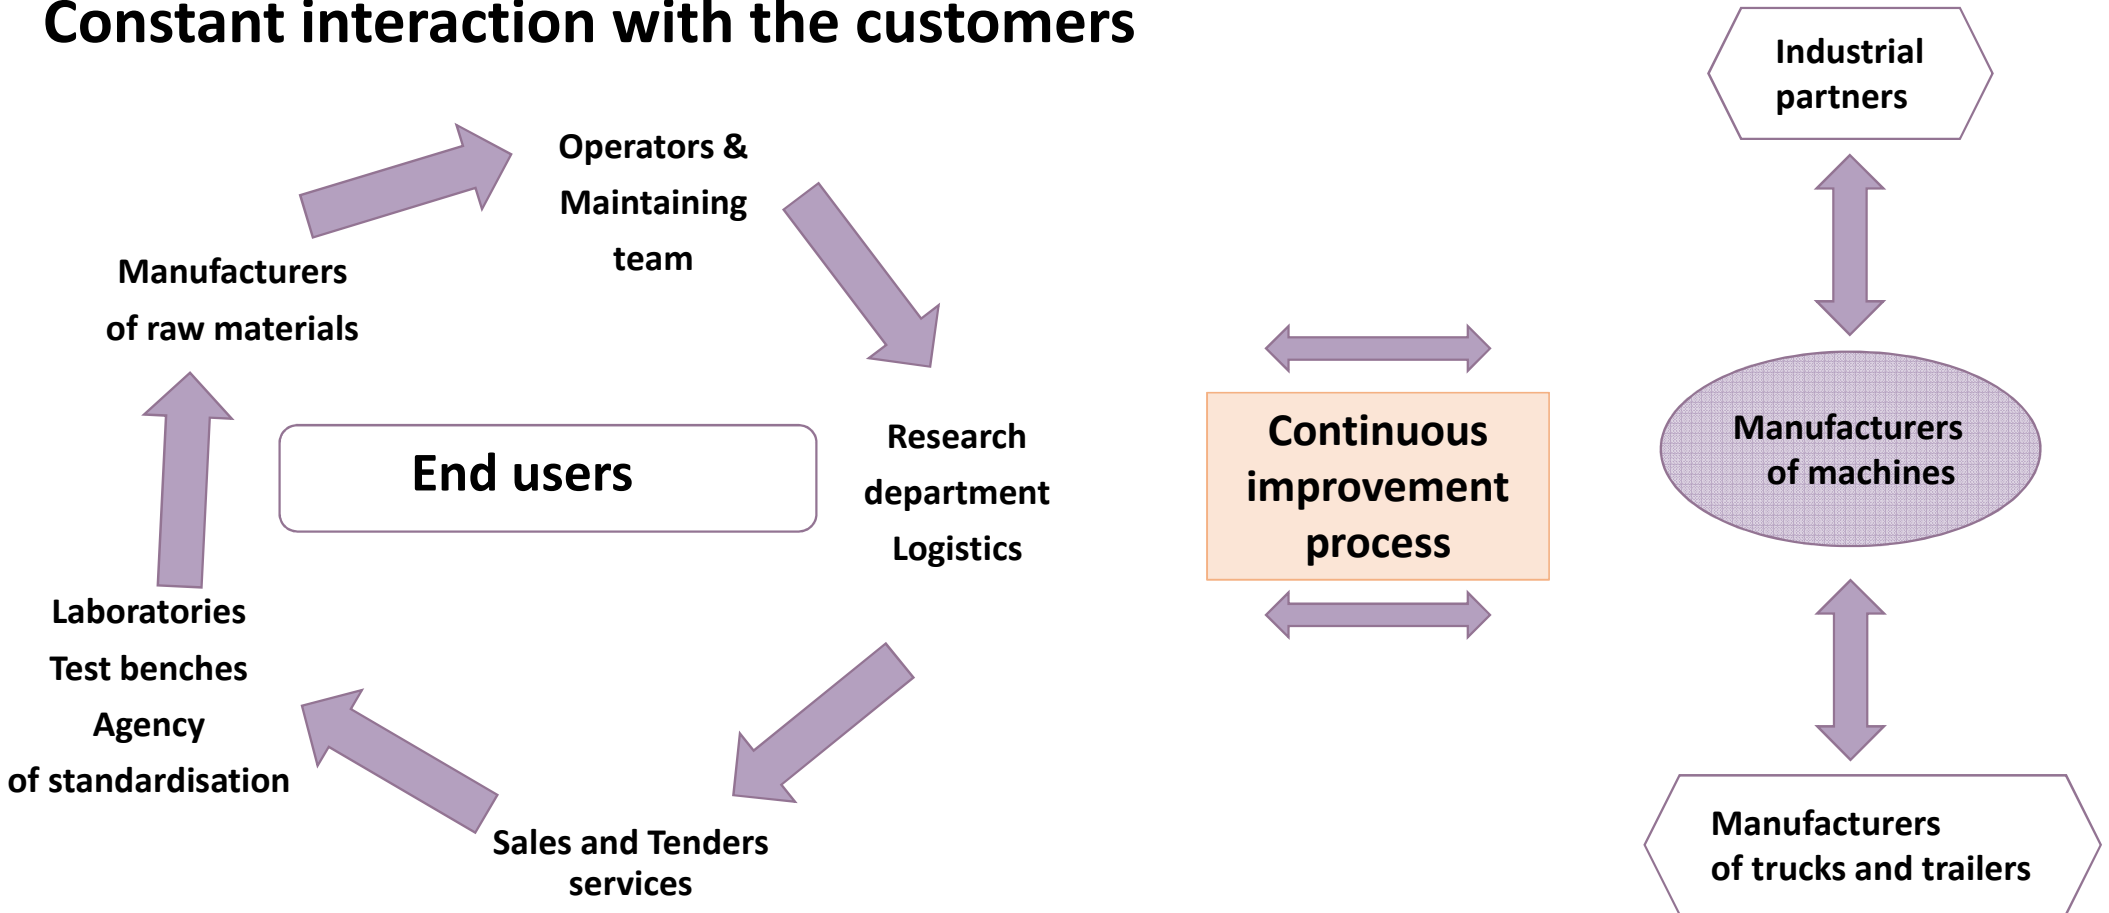 Constant interaction with the customers
Industrial
partners
Operators &
Maintaining
team
Manufacturers
of raw materials
End users
Research
department
Logistics
Continuous
improvement
process
Manufacturers
of machines
Laboratories
Test benches
Agency
of standardisation
Sales and Tenders
services
Manufacturers
of trucks and trailers